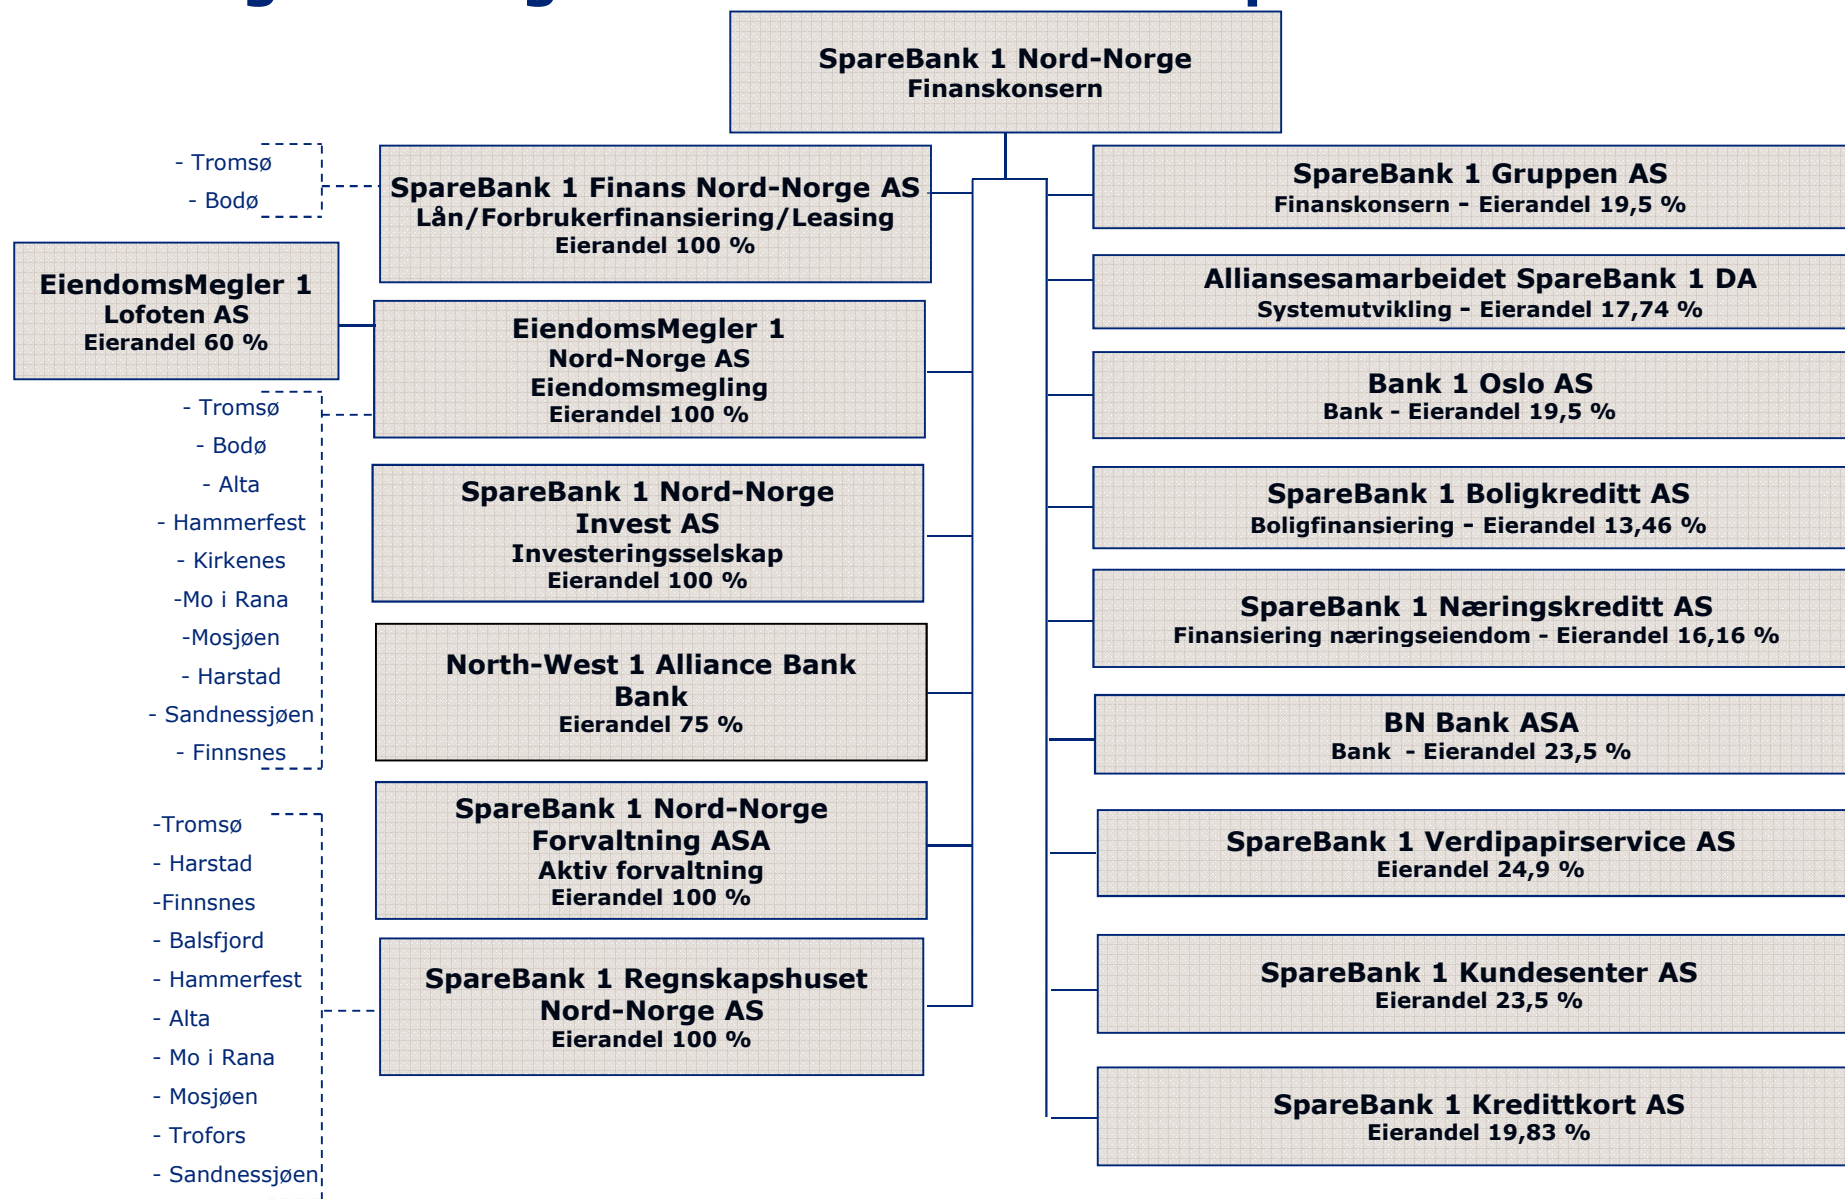 SpareBank 1 Nord-Norge
Finanskonsern
- Tromsø
- Bodø
SpareBank 1 Finans Nord-Norge AS
Lån/Forbrukerfinansiering/Leasing
Eierandel 100 %
EiendomsMegler 1
Lofoten AS
Eierandel 60 %
EiendomsMegler 1
Nord-Norge AS
Eiendomsmegling
Eierandel 100 %
- Tromsø
- Bodø
- Alta
- Hammerfest
- Kirkenes
-Mo i Rana
-Mosjøen
- Harstad
- Sandnessjøen
- Finnsnes
SpareBank 1 Nord-Norge
Invest AS
Investeringsselskap
Eierandel 100 %
North-West 1 Alliance Bank
Bank
Eierandel 75 %
SpareBank 1 Nord-Norge
Forvaltning ASA
Aktiv forvaltning
Eierandel 100 %
-Tromsø
- Harstad
-Finnsnes
- Balsfjord
- Hammerfest
- Alta
- Mo i Rana
- Mosjøen
- Trofors
- Sandnessjøen
SpareBank 1 Regnskapshuset
Nord-Norge AS
Eierandel 100 %
SpareBank 1 Gruppen AS
Finanskonsern – Eierandel 19,5 %
Alliansesamarbeidet SpareBank 1 DA
Systemutvikling – Eierandel 17,74 %
Bank 1 Oslo AS
Bank – Eierandel 19,5 %
SpareBank 1 Boligkreditt AS
Boligfinansiering – Eierandel 13,46 %
SpareBank 1 Næringskreditt AS
Finansiering næringseiendom - Eierandel 16,16 %
BN Bank ASA
Bank - Eierandel 23,5 %
SpareBank 1 Verdipapirservice AS
Eierandel 24,9 %
SpareBank 1 Kundesenter AS
Eierandel 23,5 %
SpareBank 1 Kredittkort AS
Eierandel 19,83 %